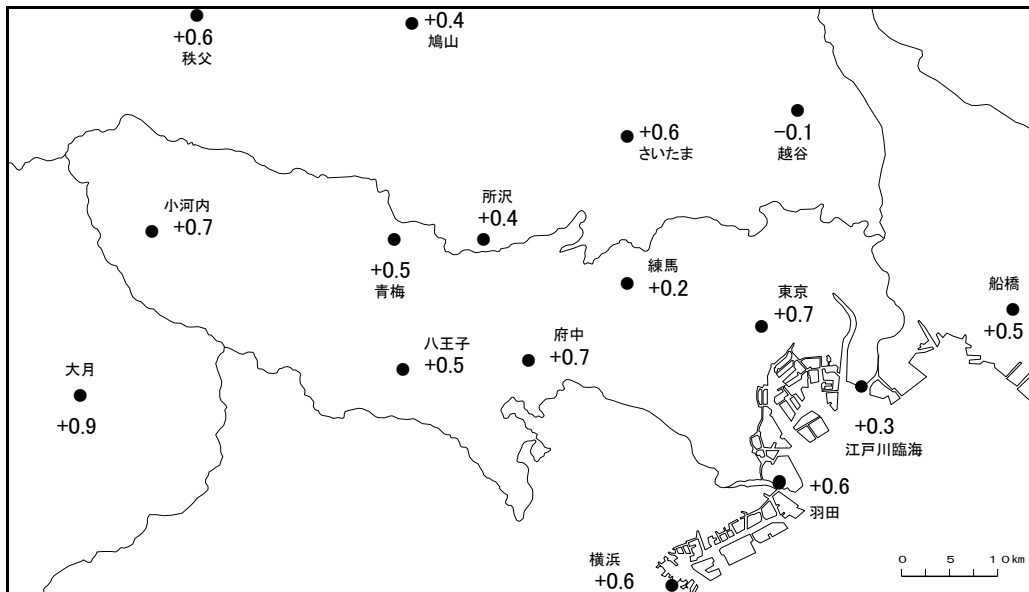 +0.6
秩父
+0.4
鳩山
+0.6
さいたま
−0.1
越谷
小河内
+0.7
所沢
+0.4
+0.5
青梅
練馬
+0.2
東京
+0.7
船橋
+0.5
八王子
+0.5
府中
+0.7
大月
+0.9
+0.3
江戸川臨海
+0.6
羽田
横浜
+0.6
0 5 10km